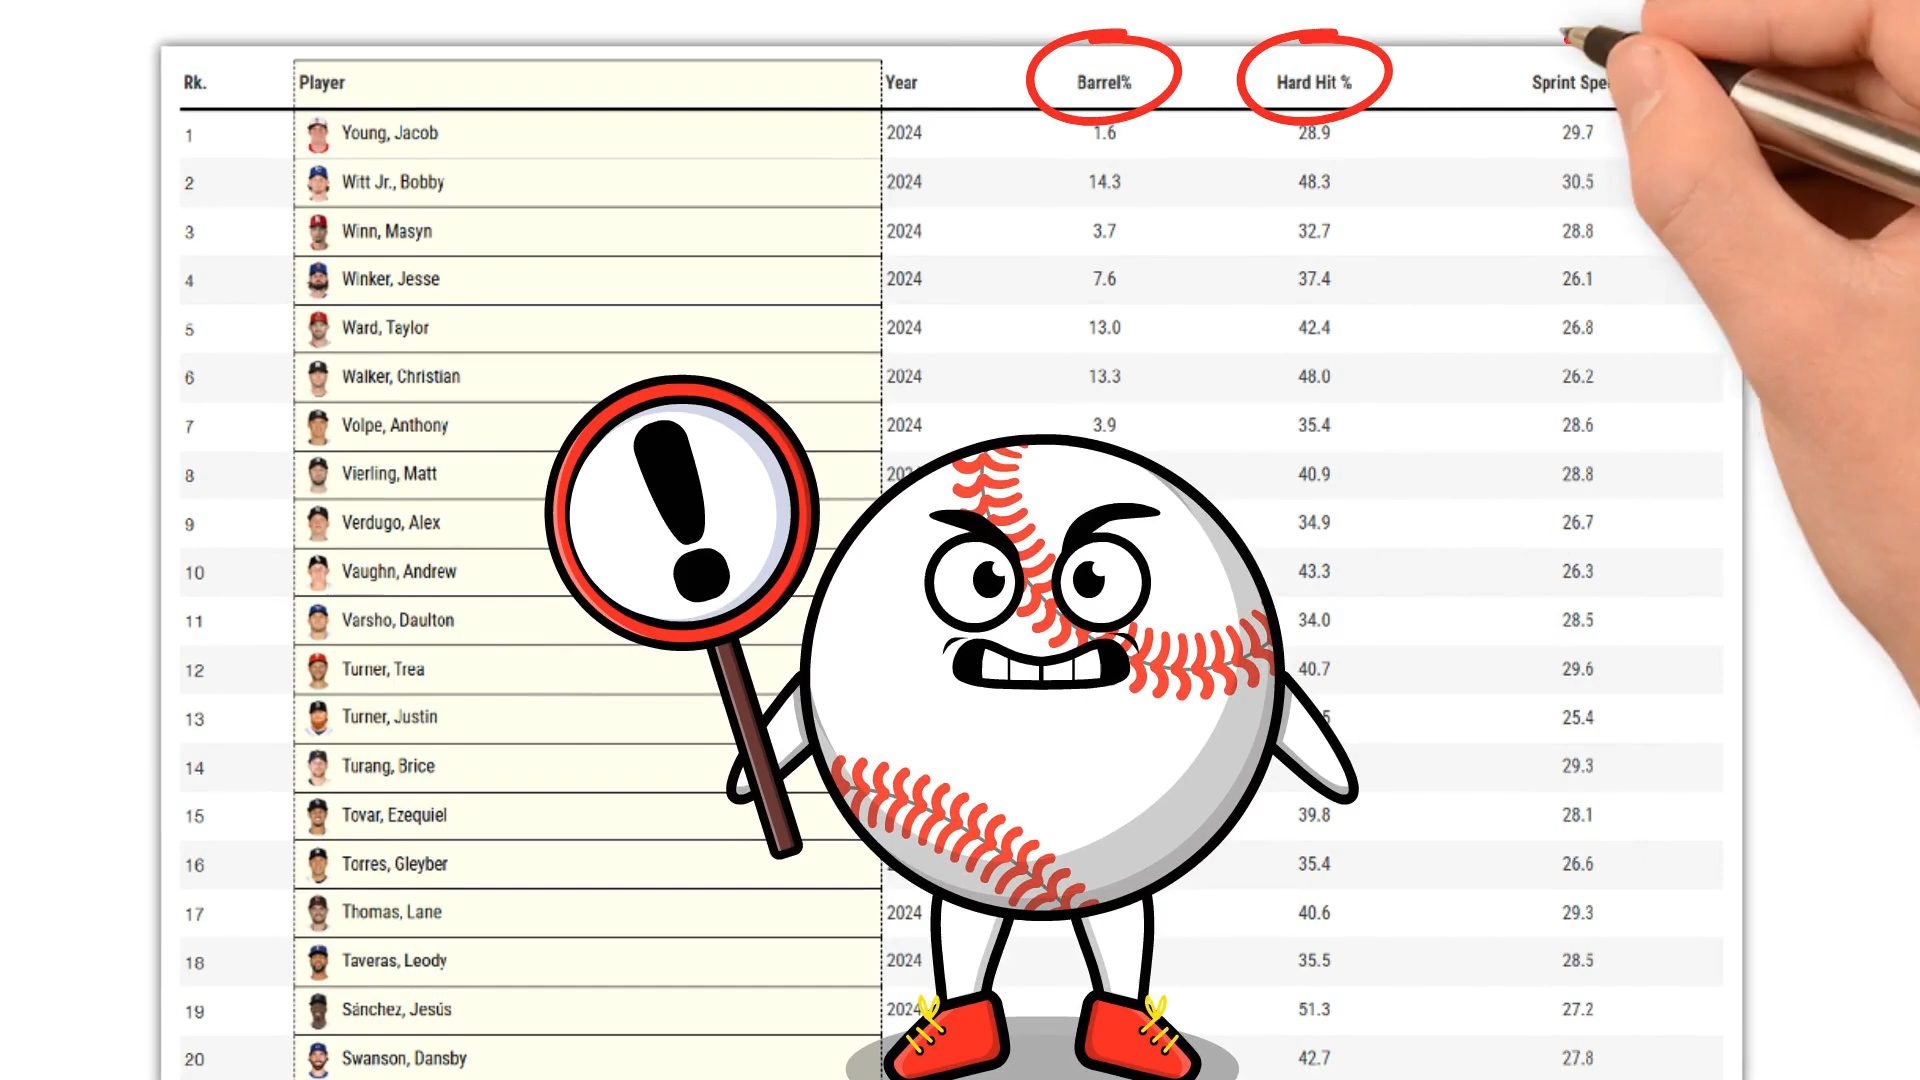 Rk. Player Year Barrel% Hard Hit % Sprint
1 Young, Jacob 2024 1.6 28.9 29.7
2 Witt Jr., Bobby 2024 14.3 48.3 30.5
3 Winn, Masyn 2024 3.7 32.7 28.8
4 Winker, Jesse 2024 7.6 37.4 26.1
5 Ward, Taylor 2024 13.0 42.4 26.8
6 Walker, Christian 2024 13.3 48.0 26.2
7 Volpe, Anthony 2024 3.9 35.4 28.6
8 Vierling, Matt 40.9 28.8
9 Verdugo, Alex 34.9 26.7
10 Vaughn, Andrew 43.3 26.3
11 Varsho, Daulton 34.0 28.5
12 Turner, Trea 40.7 29.6
13 Turner, Justin 25.4
14 Turang, Brice 29.3
15 Tovar, Ezequiel 39.8 28.1
16 Torres, Gleyber 35.4 26.6
17 Thomas, Lane 2024 40.6 29.3
18 Taveras, Leody 2024 35.5 28.5
19 Sánchez, Jesús 2024 51.3 27.2
20 Swanson, Dansby 42.7 27.8
!